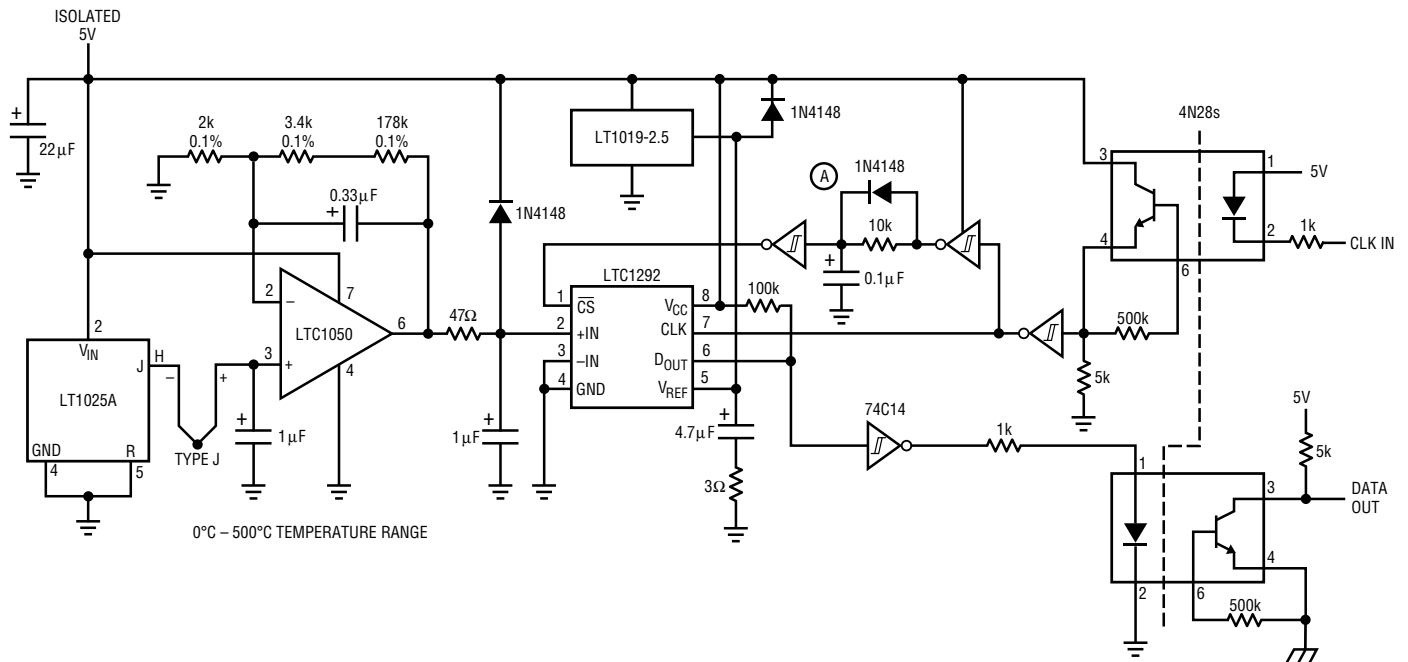 ISOLATED
5V
+
22µF
2k
0.1%
3.4k
0.1%
178k
0.1%
0.33µF
+
2
–
7
LTC1050
6
3
+
4
2
VIN
J
H
–
+
LT1025A
GND
R
4
5
TYPE J
+
1µF
0°C – 500°C TEMPERATURE RANGE
47Ω
1N4148
+
1µF
LT1019-2.5
1N4148
A
1N4148
10k
+
0.1µF
LTC1292
1
CS
2
+IN
3
–IN
4
GND
VCC
8
CLK
7
DOUT
6
VREF
5
100k
+
4.7µF
3Ω
74C14
1k
4N28s
3
4
6
1
5V
2
1k
CLK IN
500k
5k
5V
5k
1
2
3
DATA
OUT
4
6
500k